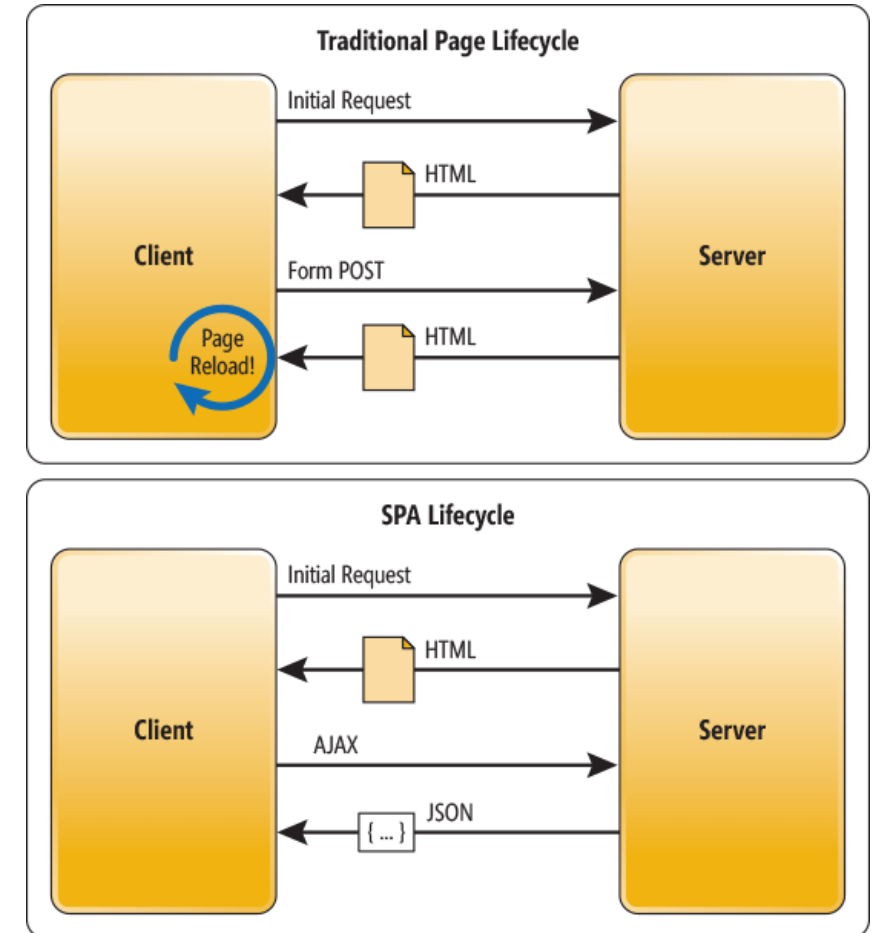 Traditional Page Lifecycle
Initial Request
HTML
Client
Server
Form POST
HTML
Page
Reload!
SPA Lifecycle
Initial Request
HTML
Client
Server
AJAX
JSON
{ ... }